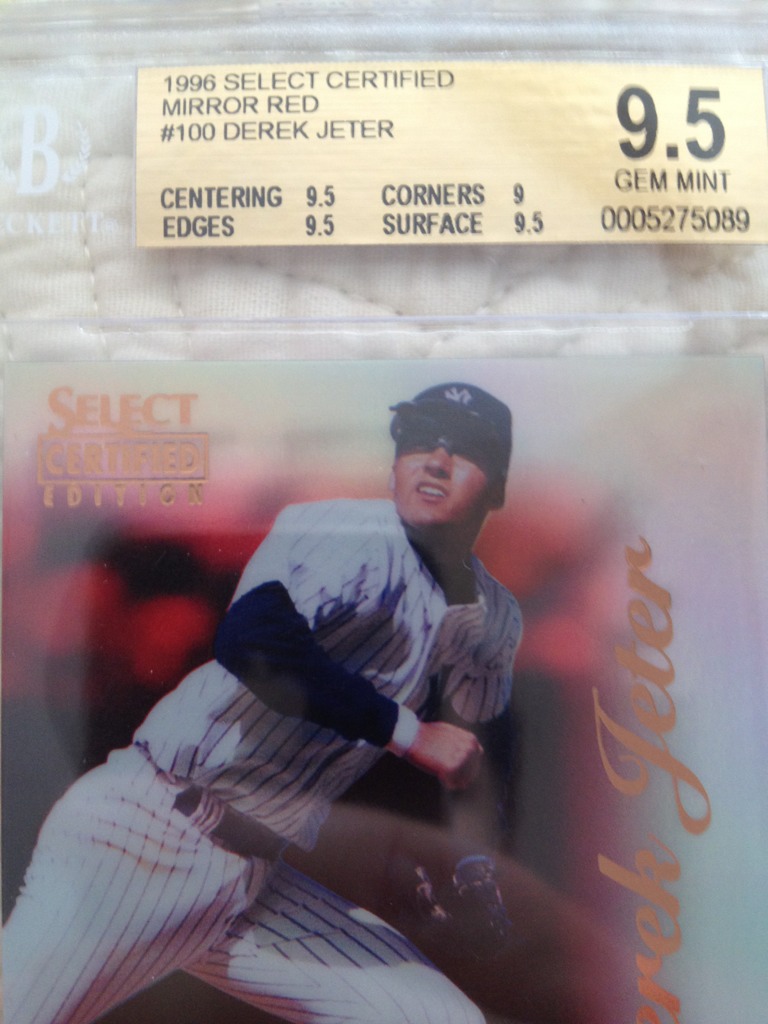 1996 SELECT CERTIFIED
MIRROR RED
#100 DEREK JETER
CENTERING 9.5 CORNERS 9
EDGES 9.5 SURFACE 9.5
9.5
GEM MINT
0005275089
B
ECKETT
SELECT
CERTIFIED
EDITION
erek Jeter